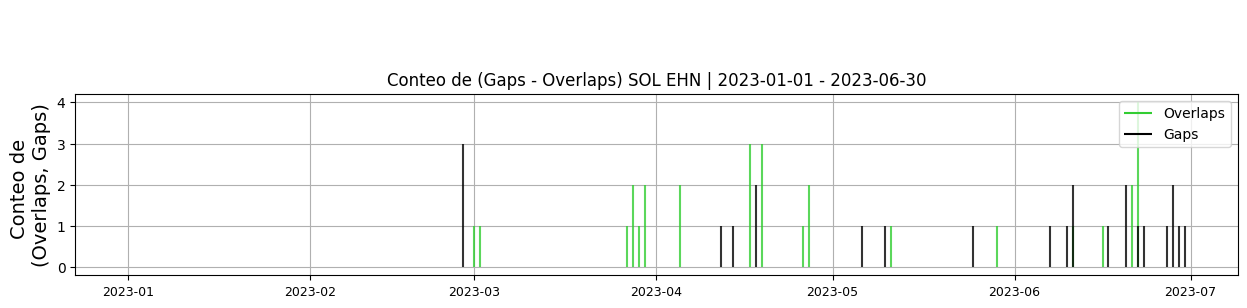 Conteo de (Gaps - Overlaps) SOL EHN | 2023-01-01 - 2023-06-30
Conteo de
(Overlaps, Gaps)
4
3
2
1
0
Overlaps
Gaps
2023-01
2023-02
2023-03
2023-04
2023-05
2023-06
2023-07